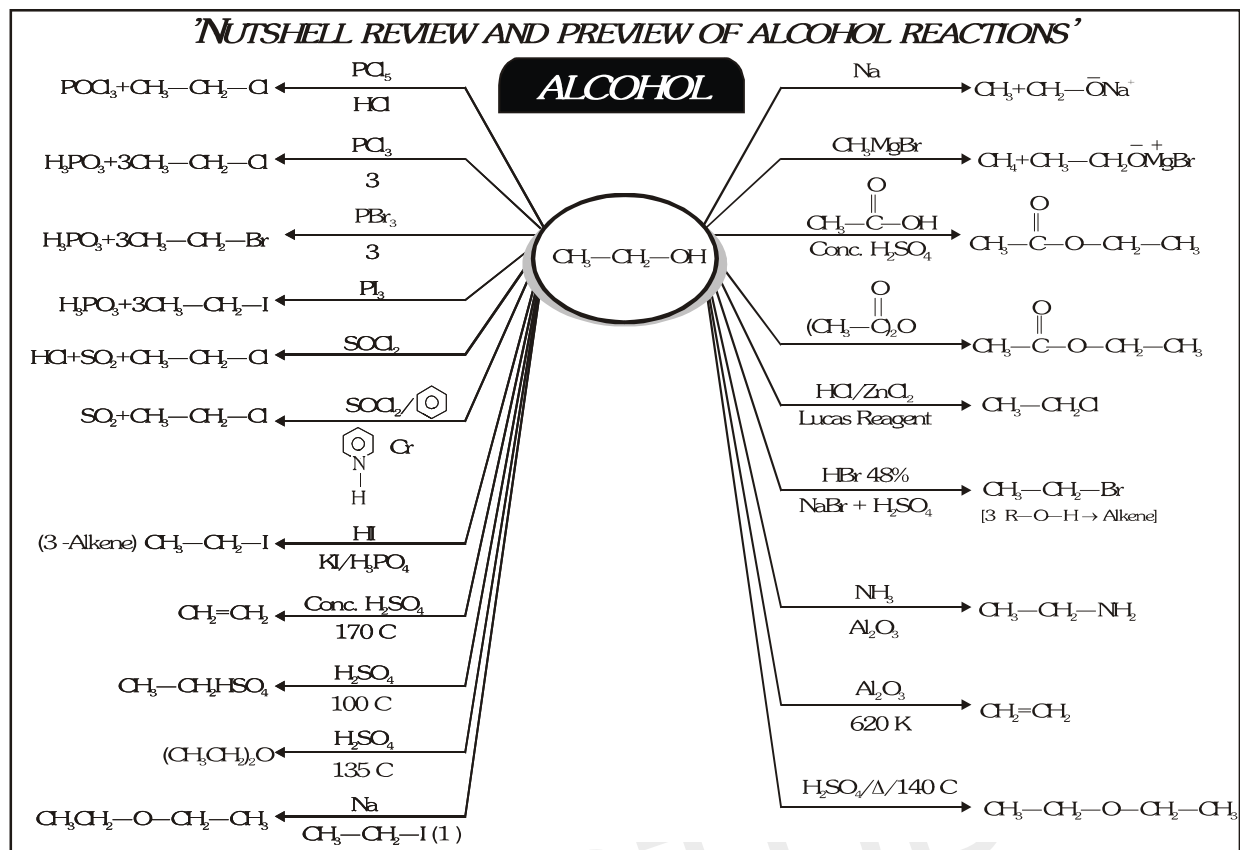 'NUTSHELL REVIEW AND PREVIEW OF ALCOHOL REACTIONS'
ALCOHOL
CH₃—CH₂—OH
PCl₅
POCl₃+CH₃—CH₂—Cl
HCl
PCl₃
H₃PO₃+3CH₃—CH₂—Cl
3
PBr₃
H₃PO₃+3CH₃—CH₂—Br
3
PI₃
H₃PO₃+3CH₃—CH₂—I
SOCl₂
HCl+SO₂+CH₃—CH₂—Cl
SOCl₂/
SO₂+CH₃—CH₂—Cl
N
H
HI
(3 -Alkene) CH₃—CH₂—I
KI/H₃PO₄
Conc. H₂SO₄
CH₂=CH₂
170 C
H₂SO₄
CH₃—CH₂HSO₄
100 C
H₂SO₄
(CH₃CH₂)₂O
135 C
Na
CH₃CH₂—O—CH₂—CH₃
CH₃—CH₂—I (1 )
Na
CH₃+CH₂—ŌNa⁺
CH₃MgBr
CH₄+CH₃—CH₂ŌM⁺gBr
O
CH₃—C—OH
Conc. H₂SO₄
O
CH₃—C—O—CH₂—CH₃
O
(CH₃—C)₂O
O
CH₃—C—O—CH₂—CH₃
HCl/ZnCl₂
CH₃—CH₂Cl
Lucas Reagent
HBr 48%
CH₃—CH₂—Br
NaBr + H₂SO₄
[3 R—O—H → Alkene]
NH₃
CH₃—CH₂—NH₂
Al₂O₃
Al₂O₃
CH₂=CH₂
620 K
H₂SO₄/Δ/140 C
CH₃—CH₂—O—CH₂—CH₃